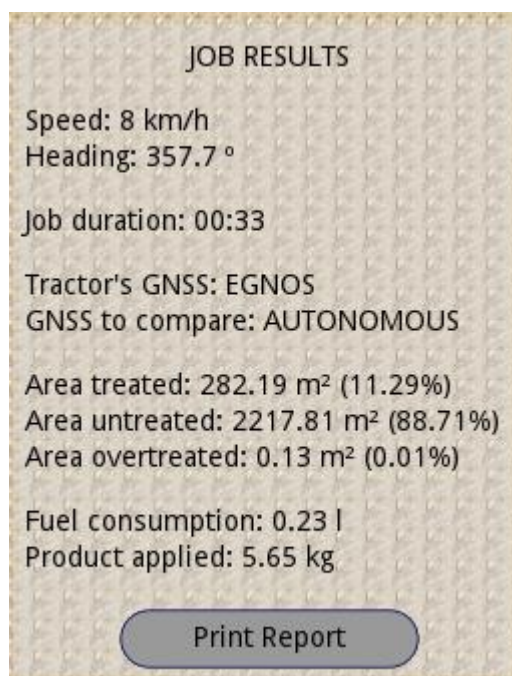 JOB RESULTS
Speed: 8 km/h
Heading: 357.7 º
Job duration: 00:33
Tractor's GNSS: EGNOS
GNSS to compare: AUTONOMOUS
Area treated: 282.19 m² (11.29%)
Area untreated: 2217.81 m² (88.71%)
Area overtreated: 0.13 m² (0.01%)
Fuel consumption: 0.23 l
Product applied: 5.65 kg
Print Report